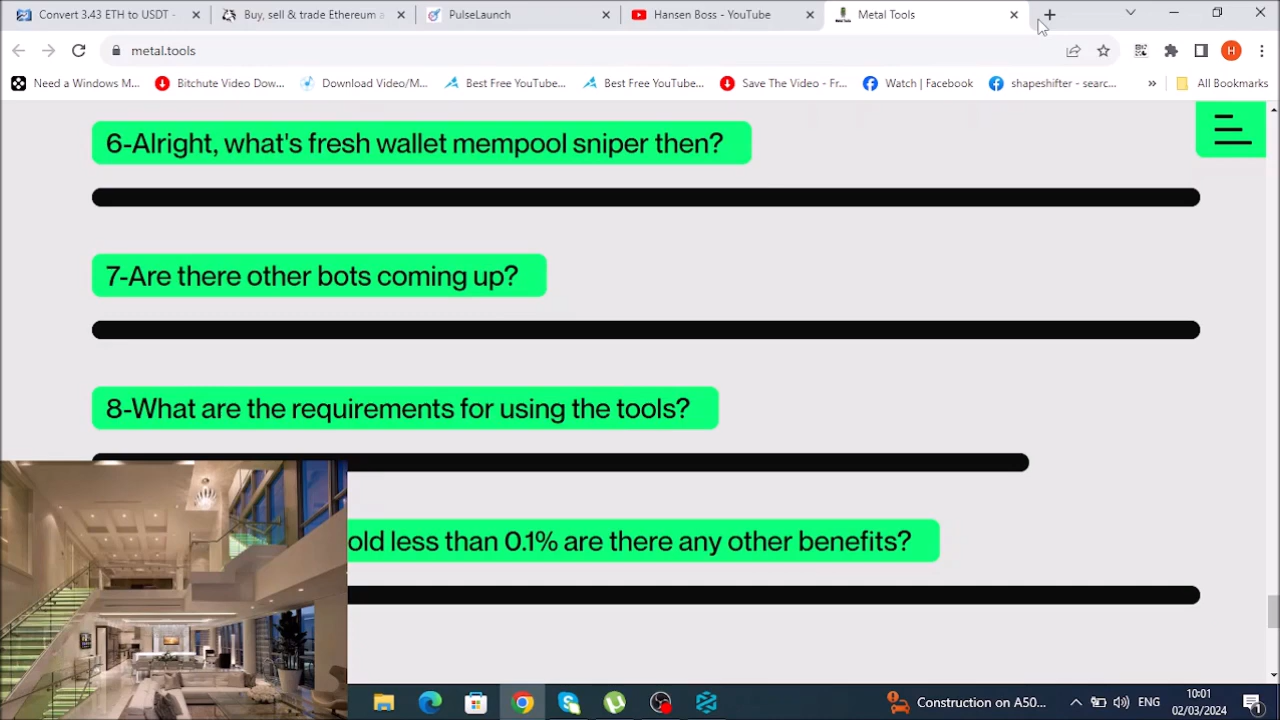 Convert 3.43 ETH to USDT -
Buy, sell & trade Ethereum a
PulseLaunch
Hansen Boss - YouTube
Metal Tools
metal.tools
H
Need a Windows M...
Bitchute Video Dow...
Download Video/M...
Best Free YouTube...
Best Free YouTube...
Save The Video - Fr...
Watch | Facebook
shapeshifter - searc...
»
All Bookmarks
6-Alright, what's fresh wallet mempool sniper then?
7-Are there other bots coming up?
8-What are the requirements for using the tools?
old less than 0.1% are there any other benefits?
Construction on A50...
ENG
10:01
02/03/2024
1